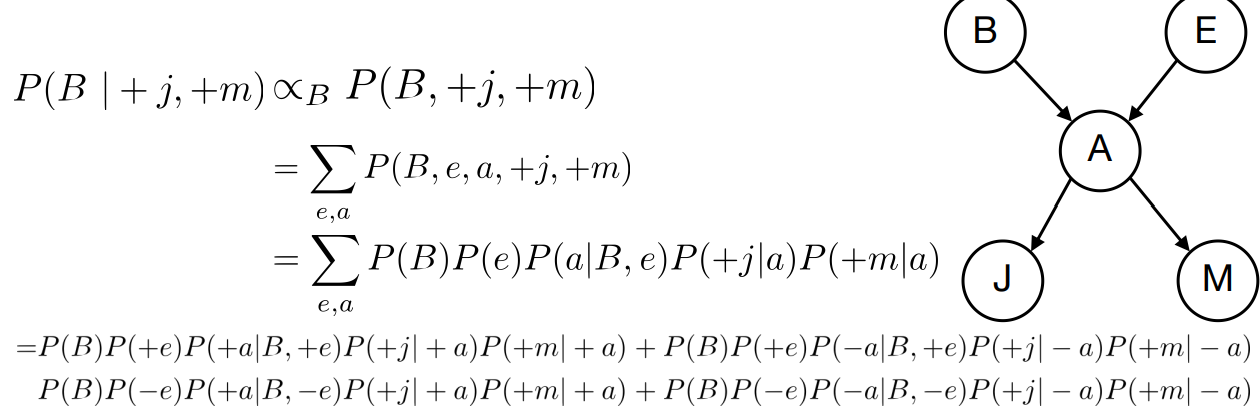 B E
P(B | + j, +m) ∝_B P(B, +j, +m)
A
= ∑_{e,a} P(B, e, a, +j, +m)
= ∑_{e,a} P(B)P(e)P(a|B, e)P(+j|a)P(+m|a)
J M
=P(B)P(+e)P(+a|B, +e)P(+j| + a)P(+m| + a) + P(B)P(+e)P(−a|B, +e)P(+j| − a)P(+m| − a)
P(B)P(−e)P(+a|B, −e)P(+j| + a)P(+m| + a) + P(B)P(−e)P(−a|B, −e)P(+j| − a)P(+m| − a)